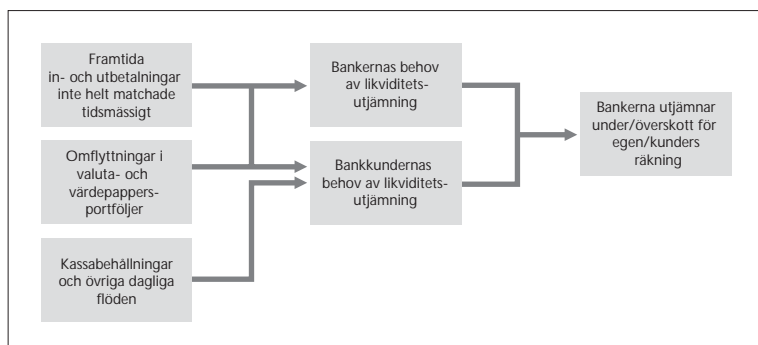 Framtida
in- och utbetalningar
inte helt matchade
tidsmässigt
Omflyttningar i
valuta- och
värdepappers-
portföljer
Kassabehållningar
och övriga dagliga
flöden
Bankernas behov
av likviditets-
utjämning
Bankkundernas
behov av likviditets-
utjämning
Bankerna utjämnar
under/överskott för
egen/kunders
räkning